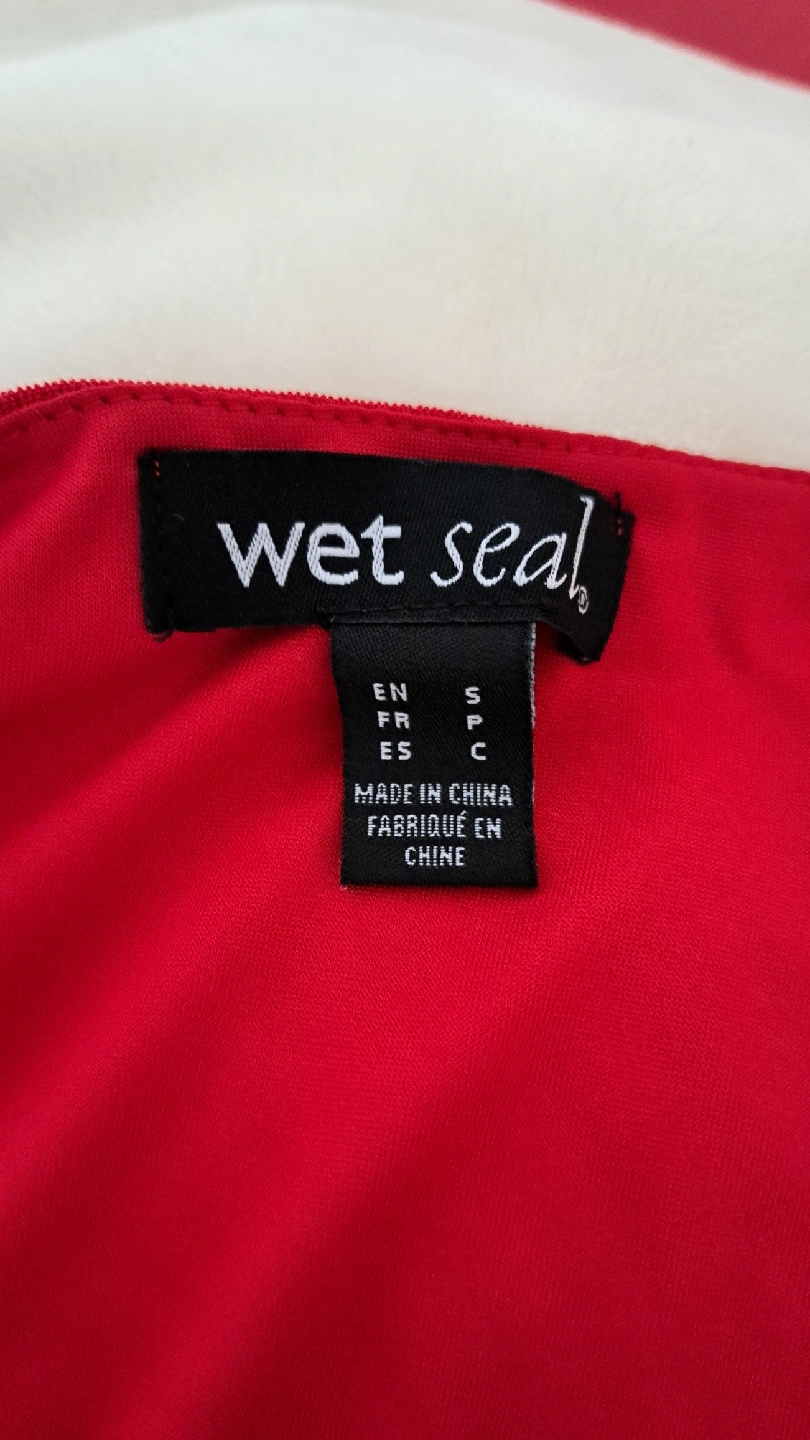 wet seal®
EN S
FR P
ES C
MADE IN CHINA
FABRIQUÉ EN
CHINE